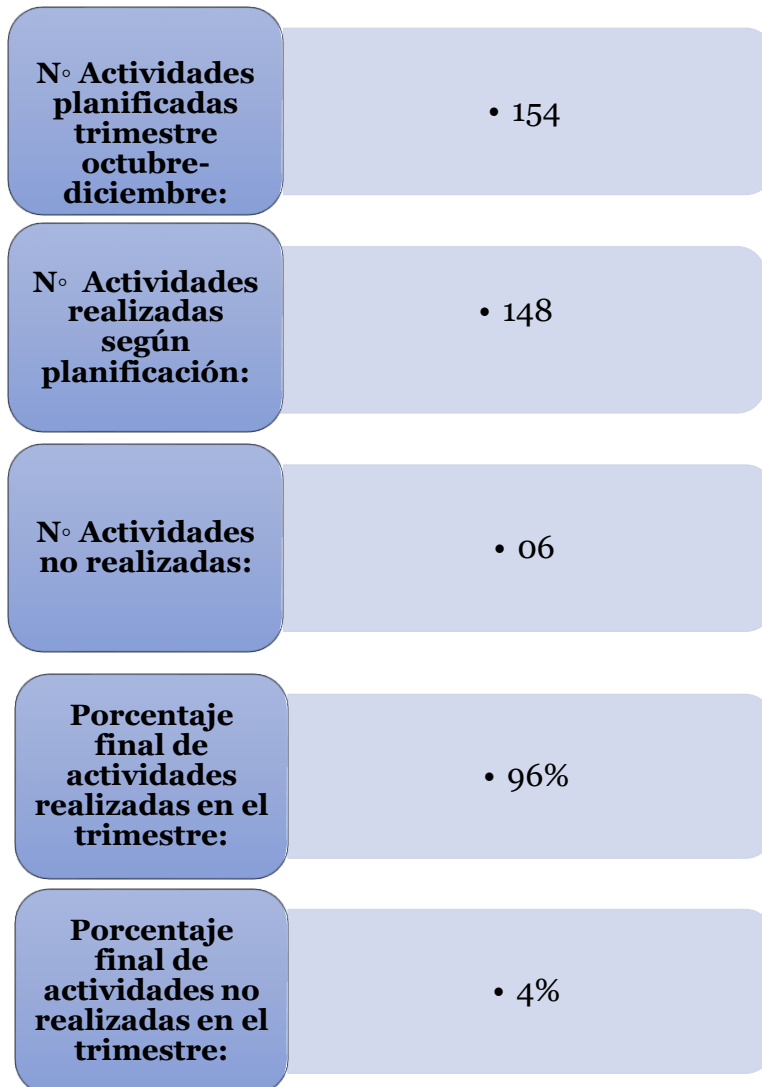 N◦ Actividades
planificadas
trimestre
octubre-
diciembre:
• 154
N◦ Actividades
realizadas
según
planificación:
• 148
N◦ Actividades
no realizadas:
• 06
Porcentaje
final de
actividades
realizadas en el
trimestre:
• 96%
Porcentaje
final de
actividades no
realizadas en el
trimestre:
• 4%